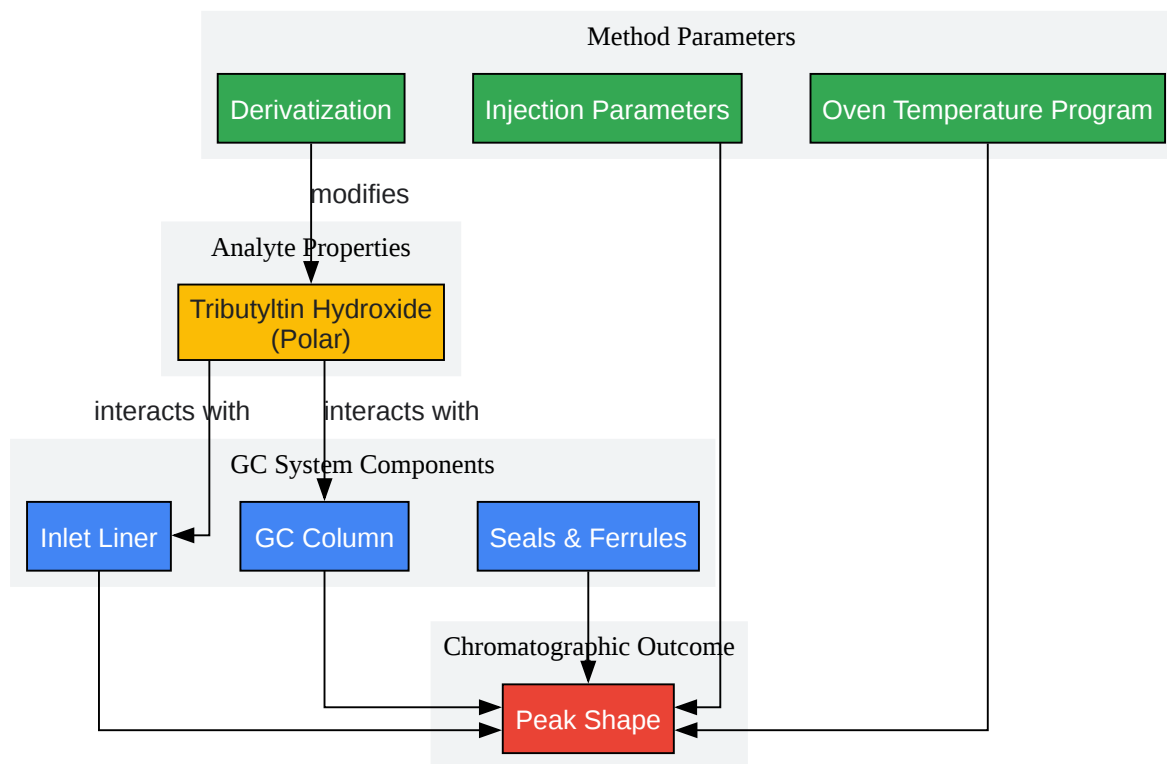 Method Parameters
Derivatization
Injection Parameters
Oven Temperature Program
modifies
Analyte Properties
Tributyltin Hydroxide
(Polar)
interacts with
interacts with
GC System Components
Inlet Liner
GC Column
Seals & Ferrules
Chromatographic Outcome
Peak Shape